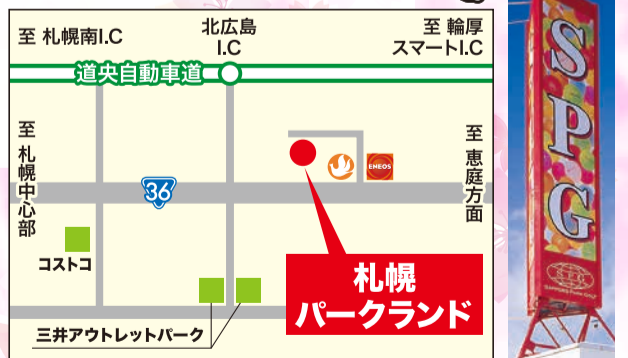 至 札幌南I.C
北広島
I.C
至 輪厚
スマートI.C
道央自動車道
至 札幌中心部
36
ENEOS
至 恵庭方面
コストコ
札幌
パークランド
三井アウトレットパーク
SPG
S.P.G